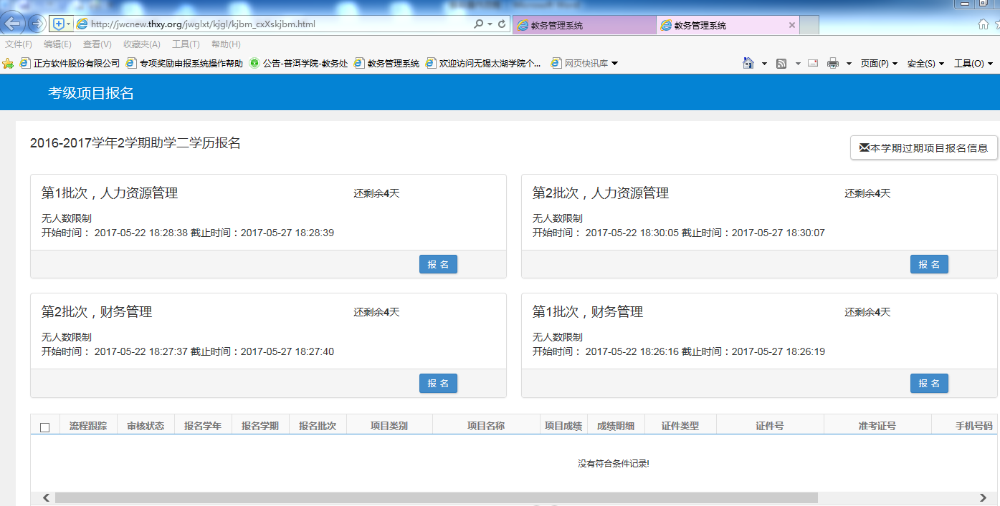 http://jwcnew.thxy.org/jwglxt/kjgl/kjbm_cxXskjbm.html
教务管理系统
教务管理系统
文件(F) 编辑(E) 查看(V) 收藏夹(A) 工具(T) 帮助(H)
正方软件股份有限公司 专项奖励申报系统操作帮助 公告-普洱学院-教务处 教务管理系统 欢迎访问无锡太湖学院个... 网页快讯库 页面(P) 安全(S) 工具(O)
考级项目报名
2016-2017学年2学期助学二学历报名
本学期过期项目报名信息
第1批次，人力资源管理 还剩余4天
无人数限制
开始时间： 2017-05-22 18:28:38 截止时间：2017-05-27 18:28:39
报 名
第2批次，人力资源管理 还剩余4天
无人数限制
开始时间： 2017-05-22 18:30:05 截止时间：2017-05-27 18:30:07
报 名
第2批次，财务管理 还剩余4天
无人数限制
开始时间： 2017-05-22 18:27:37 截止时间：2017-05-27 18:27:40
报 名
第1批次，财务管理 还剩余4天
无人数限制
开始时间： 2017-05-22 18:26:16 截止时间：2017-05-27 18:26:19
报 名
流程跟踪 审核状态 报名学年 报名学期 报名批次 项目类别 项目名称 项目成绩 成绩明细 证件类型 证件号 准考证号 手机号码
没有符合条件记录!